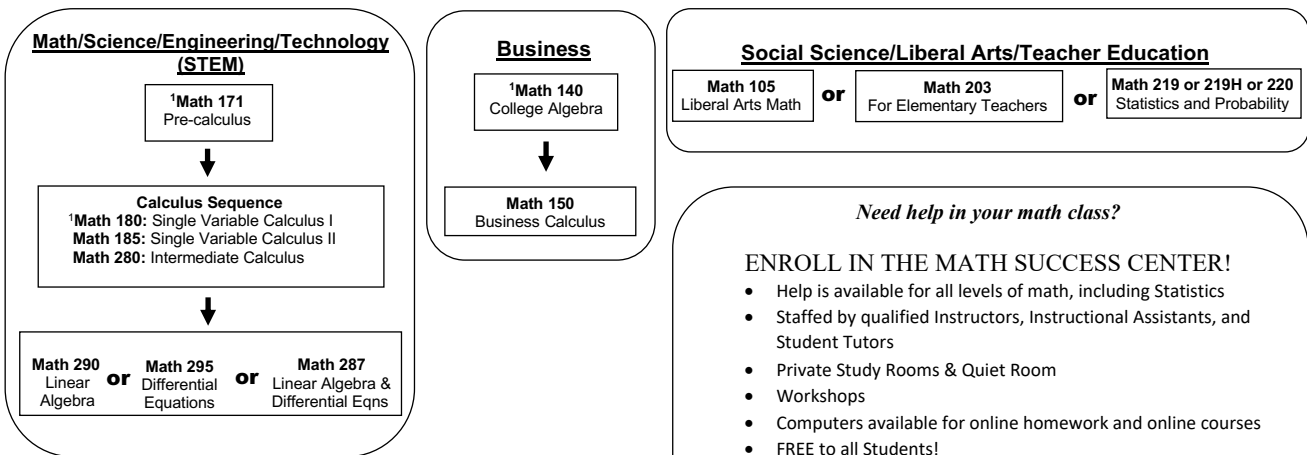 Math/Science/Engineering/Technology
(STEM)
¹Math 171
Pre-calculus
Calculus Sequence
¹Math 180: Single Variable Calculus I
Math 185: Single Variable Calculus II
Math 280: Intermediate Calculus
Math 290
Linear
Algebra
or
Math 295
Differential
Equations
or
Math 287
Linear Algebra &
Differential Eqns
Business
¹Math 140
College Algebra
Math 150
Business Calculus
Social Science/Liberal Arts/Teacher Education
Math 105
Liberal Arts Math
or
Math 203
For Elementary Teachers
or
Math 219 or 219H or 220
Statistics and Probability
Need help in your math class?
ENROLL IN THE MATH SUCCESS CENTER!
• Help is available for all levels of math, including Statistics
• Staffed by qualified Instructors, Instructional Assistants, and
Student Tutors
• Private Study Rooms & Quiet Room
• Workshops
• Computers available for online homework and online courses
• FREE to all Students!